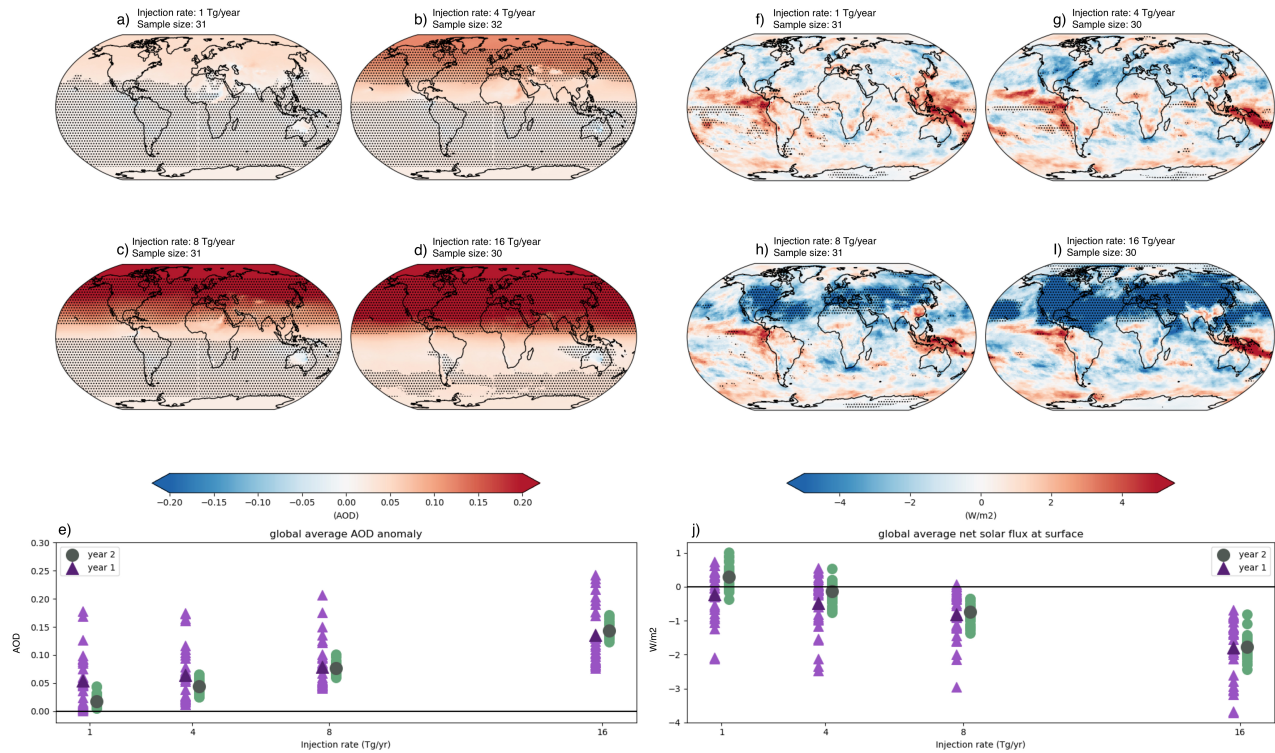 a)
Injection rate: 1 Tg/year
Sample size: 31
b)
Injection rate: 4 Tg/year
Sample size: 32
f)
Injection rate: 1 Tg/year
Sample size: 31
g)
Injection rate: 4 Tg/year
Sample size: 30
c)
Injection rate: 8 Tg/year
Sample size: 31
d)
Injection rate: 16 Tg/year
Sample size: 30
h)
Injection rate: 8 Tg/year
Sample size: 31
I)
Injection rate: 16 Tg/year
Sample size: 30
−0.20 −0.15 −0.10 −0.05 0.00 0.05 0.10 0.15 0.20
(AOD)
−4 −2 0 2 4
(W/m2)
e)
global average AOD anomaly
year 2
year 1
0.30
0.25
0.20
0.15
0.10
0.05
0.00
AOD
1 4 8 16
Injection rate (Tg/yr)
j)
global average net solar flux at surface
year 2
year 1
1
0
−1
−2
−3
−4
W/m2
1 4 8 16
Injection rate (Tg/yr)